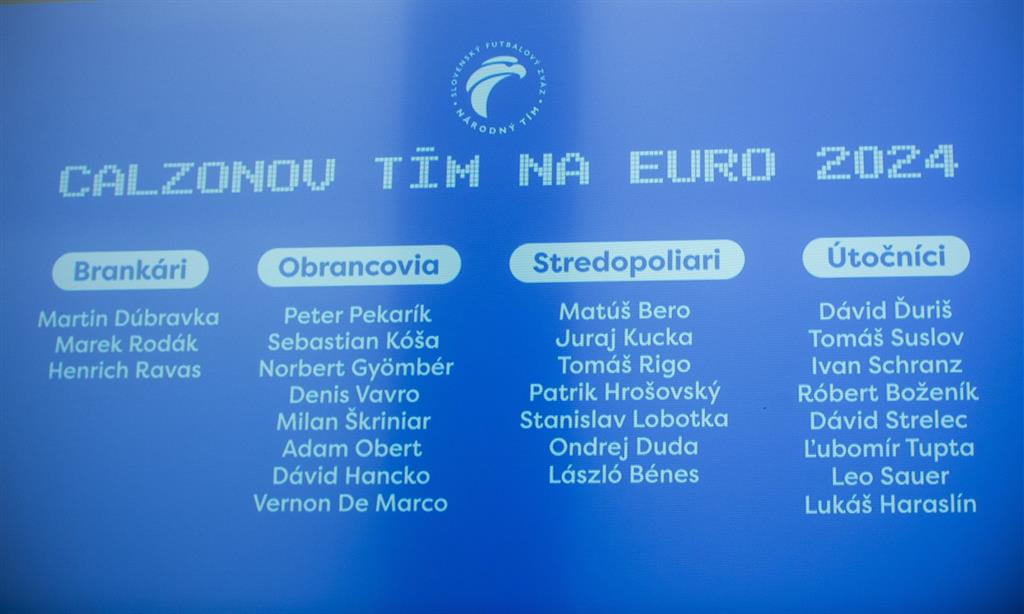 SLOVENSKÝ FUTBALOVÝ ZVÄZ
NÁRODNÝ TÍM
CALZONOV TÍM NA EURO 2024
Brankári
Martin Dúbravka
Marek Rodák
Henrich Ravas
Obrancovia
Peter Pekarík
Sebastian Kóša
Norbert Gyömbér
Denis Vavro
Milan Škriniar
Adam Obert
Dávid Hancko
Vernon De Marco
Stredopoliari
Matúš Bero
Juraj Kucka
Tomáš Rigo
Patrik Hrošovský
Stanislav Lobotka
Ondrej Duda
László Bénes
Útočníci
Dávid Ďuriš
Tomáš Suslov
Ivan Schranz
Róbert Boženík
Dávid Strelec
Ľubomír Tupta
Leo Sauer
Lukáš Haraslín